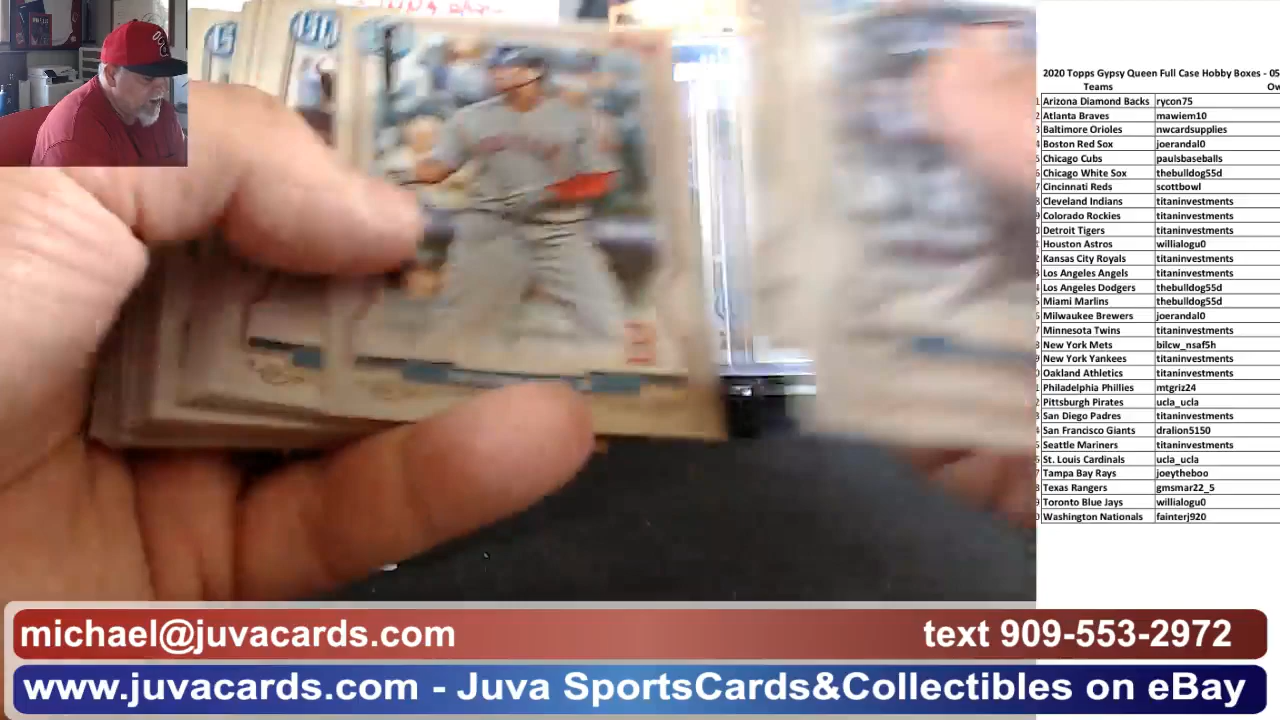 2020 Topps Gypsy Queen Full Case Hobby Boxes - 05
Teams Ow
Arizona Diamond Backs rycon75
Atlanta Braves mawiem10
Baltimore Orioles nwcardsupplies
Boston Red Sox joerandal0
Chicago Cubs paulsbaseballs
Chicago White Sox thebulldog55d
Cincinnati Reds scottbowl
Cleveland Indians titaninvestments
Colorado Rockies titaninvestments
Detroit Tigers titaninvestments
Houston Astros willialogu0
Kansas City Royals titaninvestments
Los Angeles Angels titaninvestments
Los Angeles Dodgers thebulldog55d
Miami Marlins thebulldog55d
Milwaukee Brewers joerandal0
Minnesota Twins titaninvestments
New York Mets bilcw_nsaf5h
New York Yankees titaninvestments
Oakland Athletics titaninvestments
Philadelphia Phillies mtgriz24
Pittsburgh Pirates ucla_ucla
San Diego Padres titaninvestments
San Francisco Giants dralion5150
Seattle Mariners titaninvestments
St. Louis Cardinals ucla_ucla
Tampa Bay Rays joeytheboo
Texas Rangers gmsmar22_5
Toronto Blue Jays willialogu0
Washington Nationals fainterj920
michael@juvacards.com text 909-553-2972
www.juvacards.com - Juva SportsCards&Collectibles on eBay